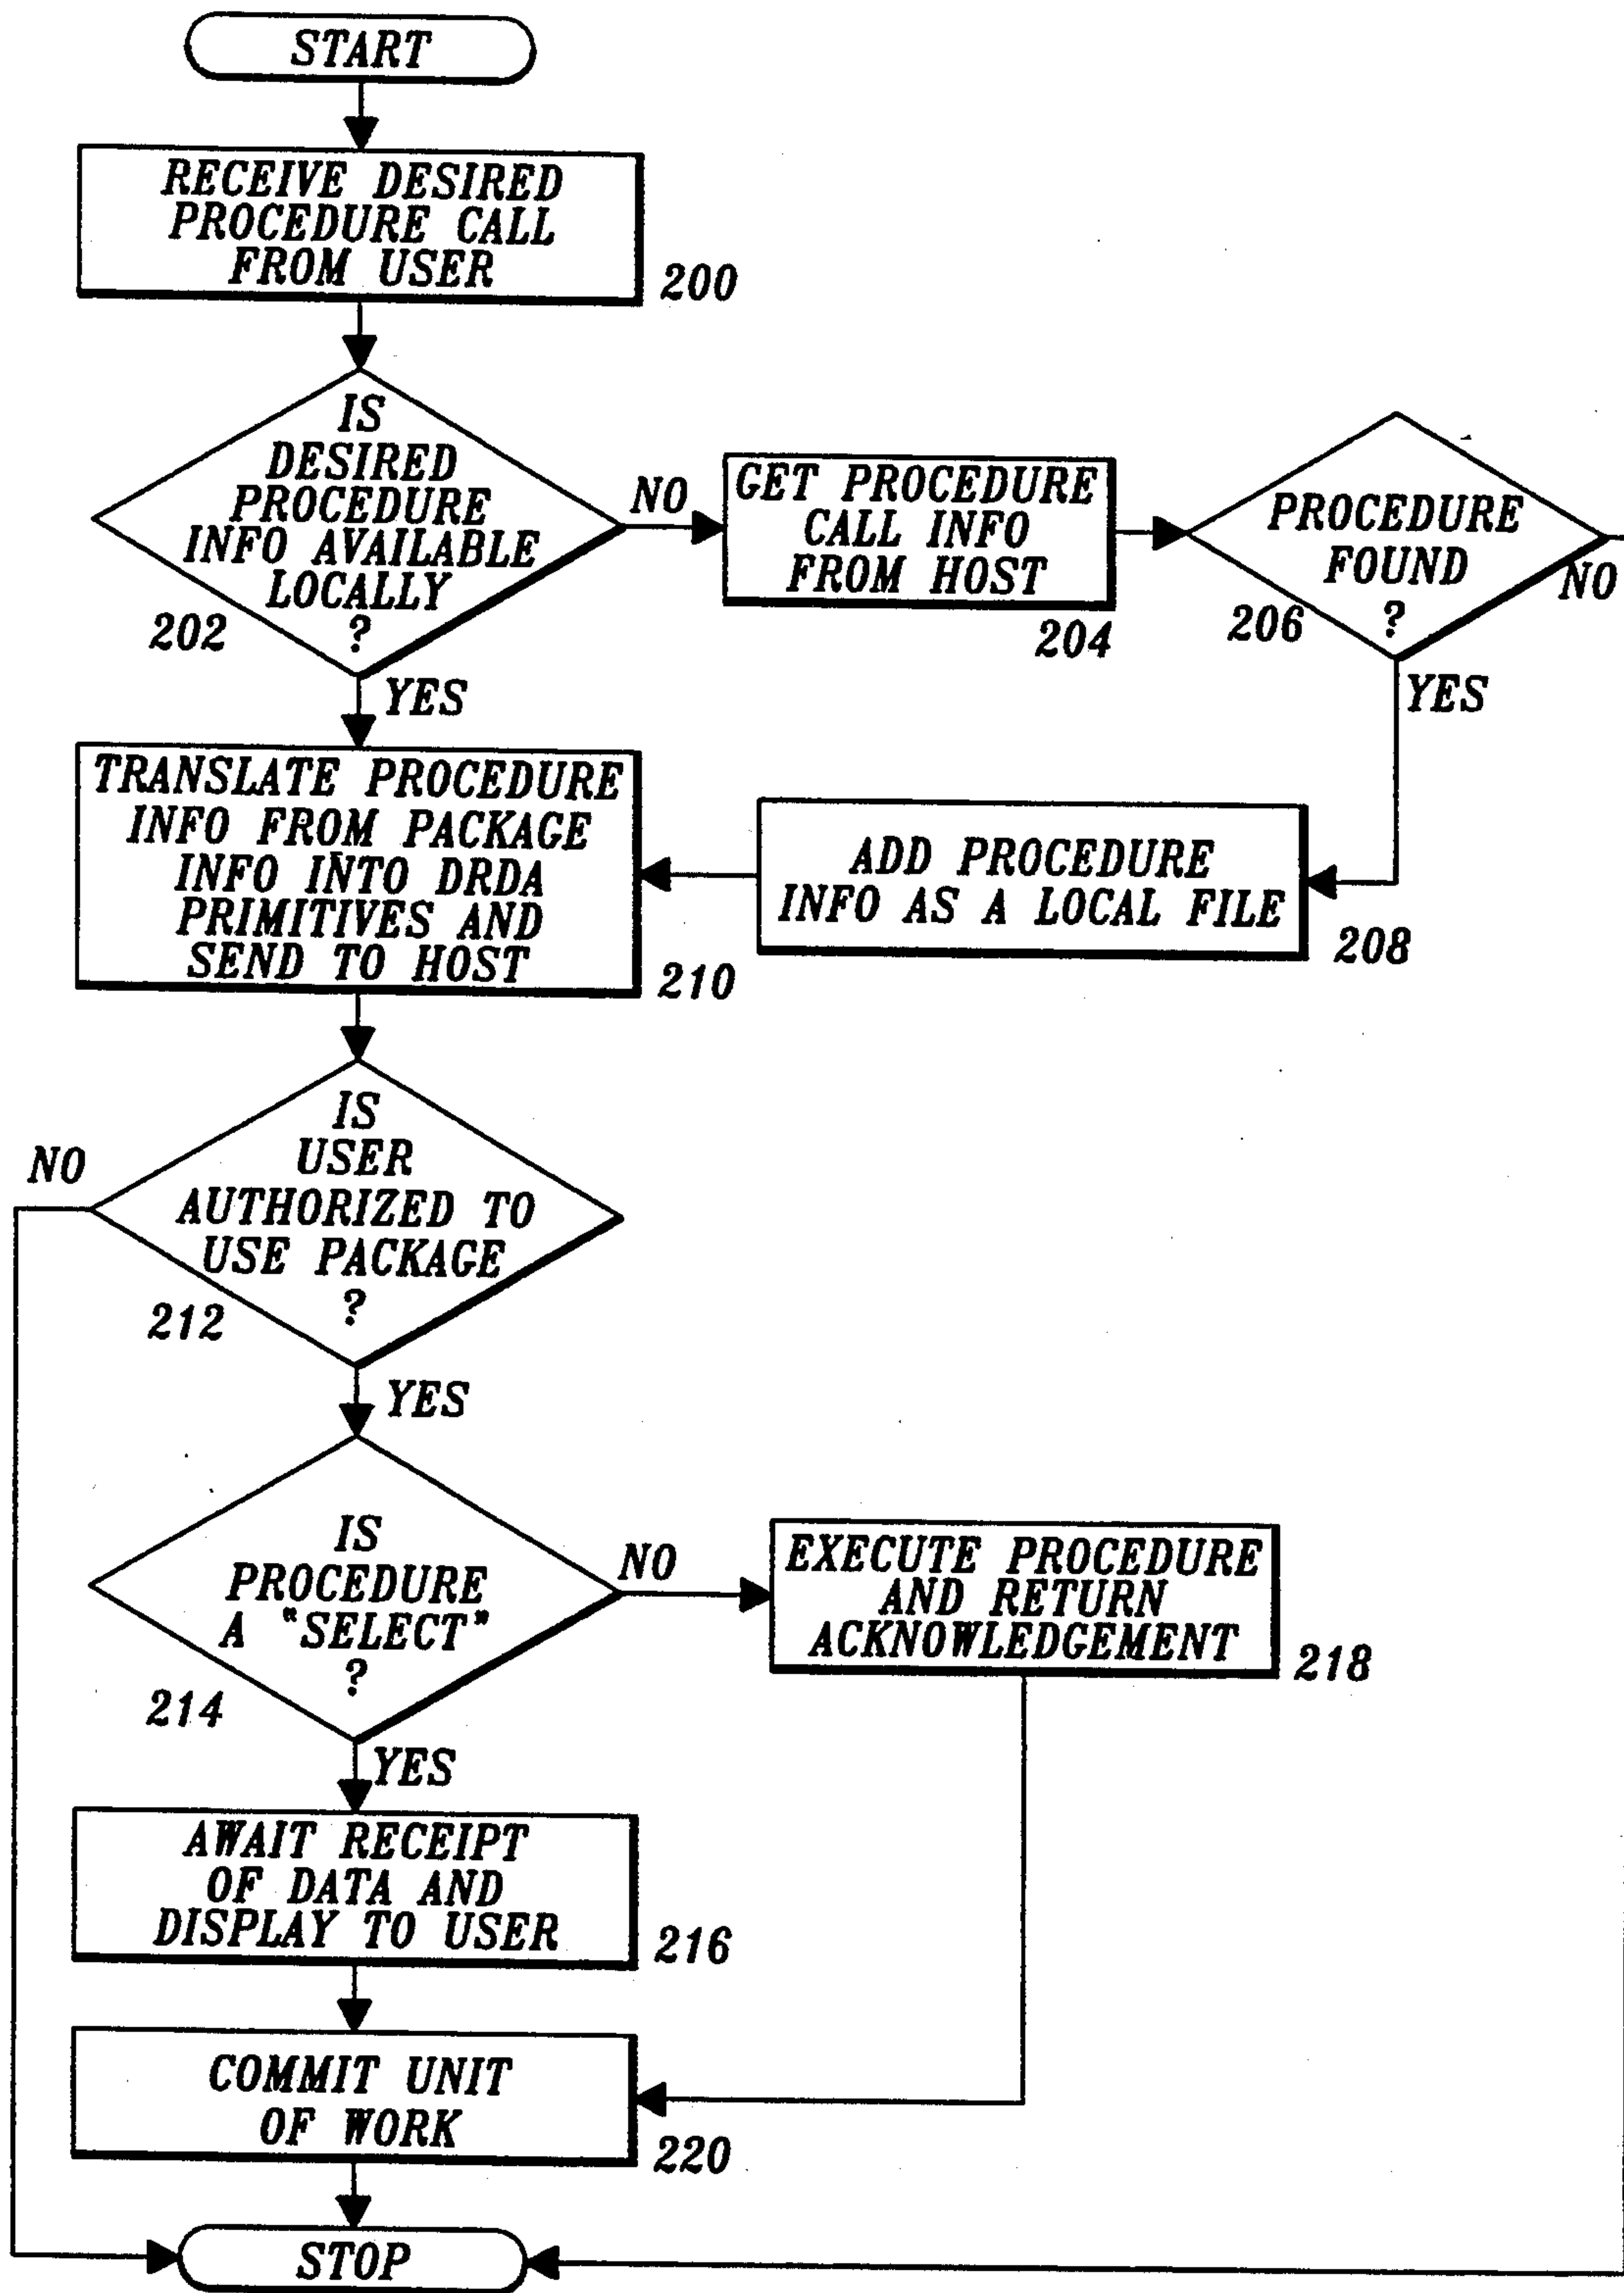 START
RECEIVE DESIRED
PROCEDURE CALL
FROM USER
200
IS
DESIRED
PROCEDURE
INFO AVAILABLE
LOCALLY
?
202
NO
GET PROCEDURE
CALL INFO
FROM HOST
204
PROCEDURE
FOUND
?
206
NO
YES
YES
TRANSLATE PROCEDURE
INFO FROM PACKAGE
INFO INTO DRDA
PRIMITIVES AND
SEND TO HOST
210
ADD PROCEDURE
INFO AS A LOCAL FILE
208
IS
USER
AUTHORIZED TO
USE PACKAGE
?
212
NO
YES
IS
PROCEDURE
A "SELECT"
?
214
NO
EXECUTE PROCEDURE
AND RETURN
ACKNOWLEDGEMENT
218
YES
AWAIT RECEIPT
OF DATA AND
DISPLAY TO USER
216
COMMIT UNIT
OF WORK
220
STOP